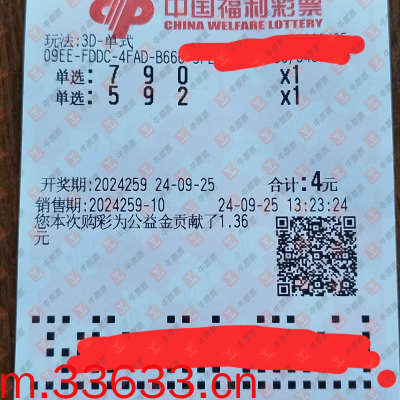 中国福利彩票
CHINA WELFARE LOTTERY
玩法:3D-单式
09EE-FDDC-4FAD-B66
单选:7 9 0 x1
单选:5 9 2 x1
开奖期:2024259 24-09-25 合计:4元
销售期:2024259-10 24-09-25 13:23:24
您本次购彩为公益金贡献了1.36
元
m.33633.cn